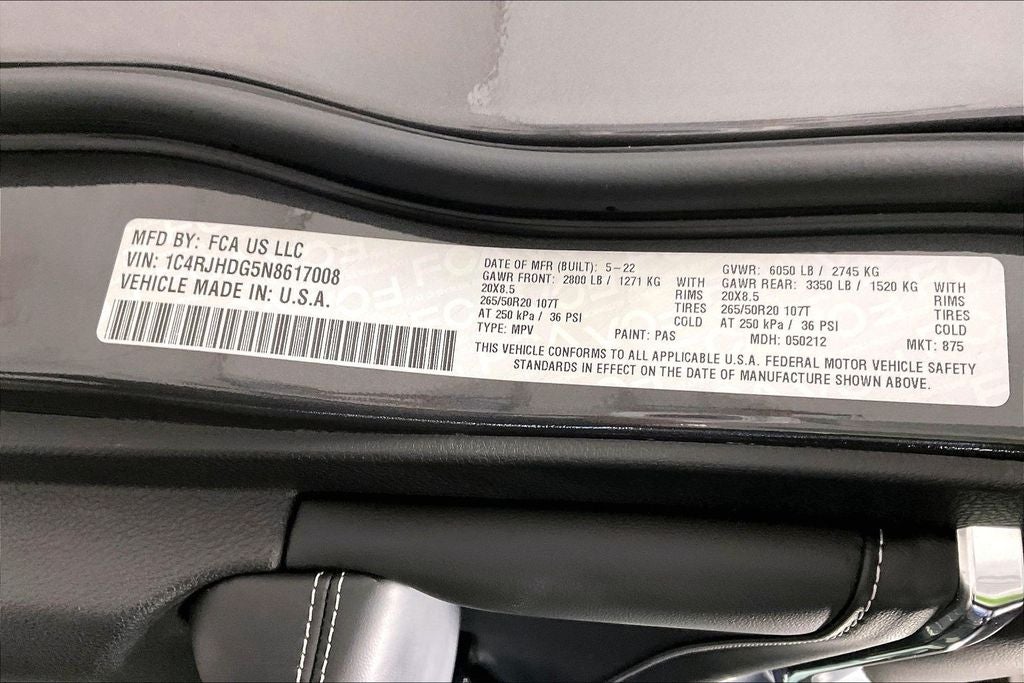 MFD BY: FCA US LLC
VIN: 1C4RJHDG5N8617008
VEHICLE MADE IN: U.S.A.
DATE OF MFR (BUILT): 5-22
GAWR FRONT: 2800 LB / 1271 KG WITH
20X8.5 RIMS
265/50R20 107T TIRES
AT 250 kPa / 36 PSI COLD
TYPE: MPV PAINT: PAS
GVWR: 6050 LB / 2745 KG
GAWR REAR: 3350 LB / 1520 KG WITH
20X8.5 RIMS
265/50R20 107T TIRES
AT 250 kPa / 36 PSI COLD
MDH: 050212 MKT: 875
THIS VEHICLE CONFORMS TO ALL APPLICABLE U.S.A. FEDERAL MOTOR VEHICLE SAFETY
STANDARDS IN EFFECT ON THE DATE OF MANUFACTURE SHOWN ABOVE.